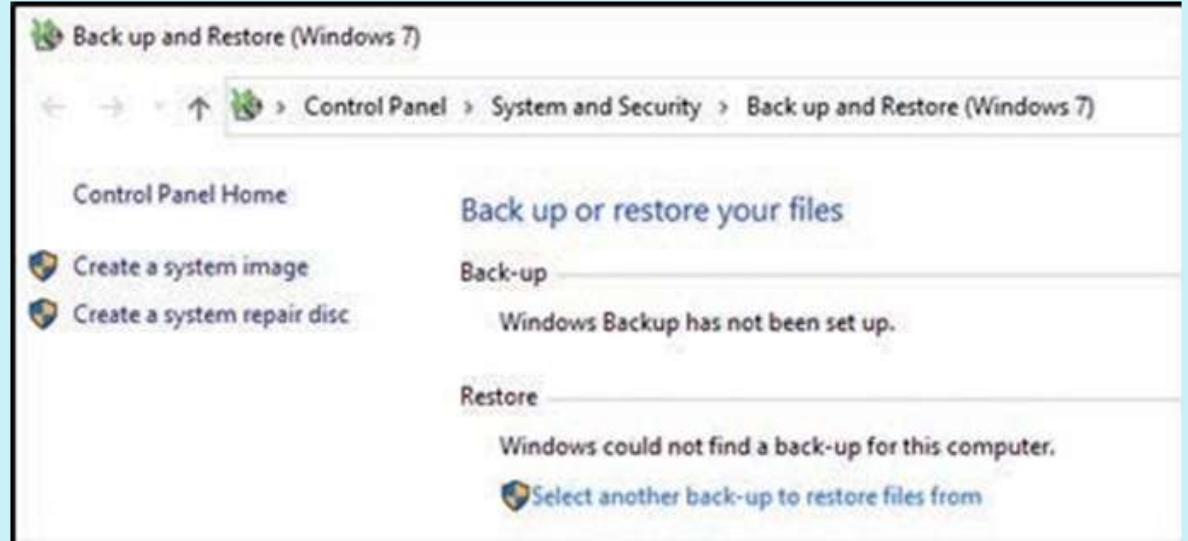 Back up and Restore (Windows 7)
Control Panel > System and Security > Back up and Restore (Windows 7)
Control Panel Home
Create a system image
Create a system repair disc
Back up or restore your files
Back-up
Windows Backup has not been set up.
Restore
Windows could not find a back-up for this computer.
Select another back-up to restore files from